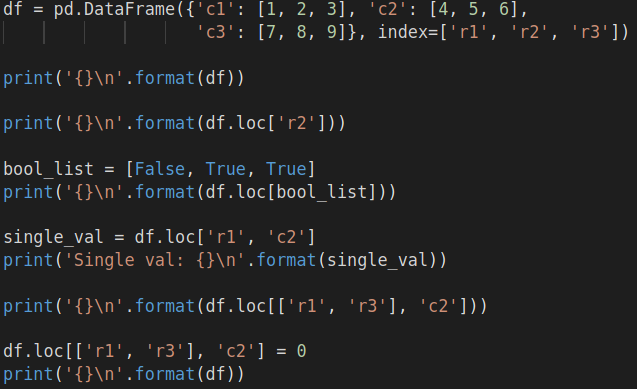 df = pd.DataFrame({'c1': [1, 2, 3], 'c2': [4, 5, 6],
                   'c3': [7, 8, 9]}, index=['r1', 'r2', 'r3'])

print('{}\n'.format(df))

print('{}\n'.format(df.loc['r2']))

bool_list = [False, True, True]
print('{}\n'.format(df.loc[bool_list]))

single_val = df.loc['r1', 'c2']
print('Single val: {}\n'.format(single_val))

print('{}\n'.format(df.loc[['r1', 'r3'], 'c2']))

df.loc[['r1', 'r3'], 'c2'] = 0
print('{}\n'.format(df))